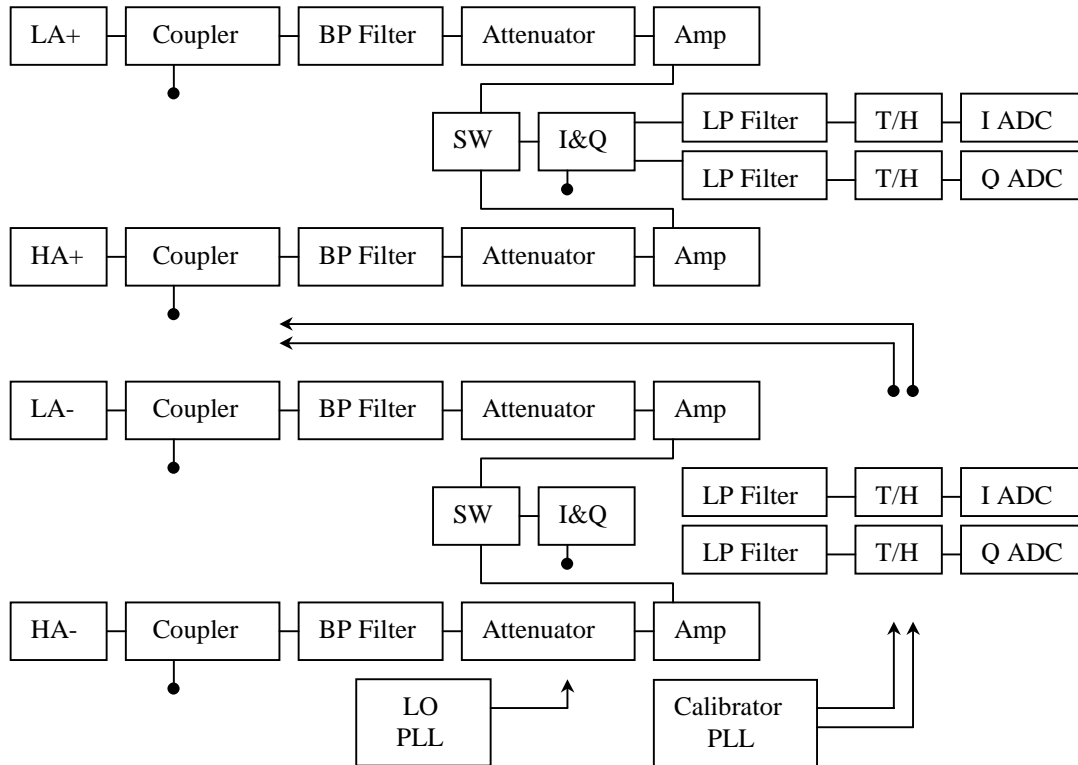 LA+ Coupler BP Filter Attenuator Amp
SW I&Q LP Filter T/H I ADC
LP Filter T/H Q ADC
HA+ Coupler BP Filter Attenuator Amp
LA- Coupler BP Filter Attenuator Amp
SW I&Q LP Filter T/H I ADC
LP Filter T/H Q ADC
HA- Coupler BP Filter Attenuator Amp
LO
PLL
Calibrator
PLL